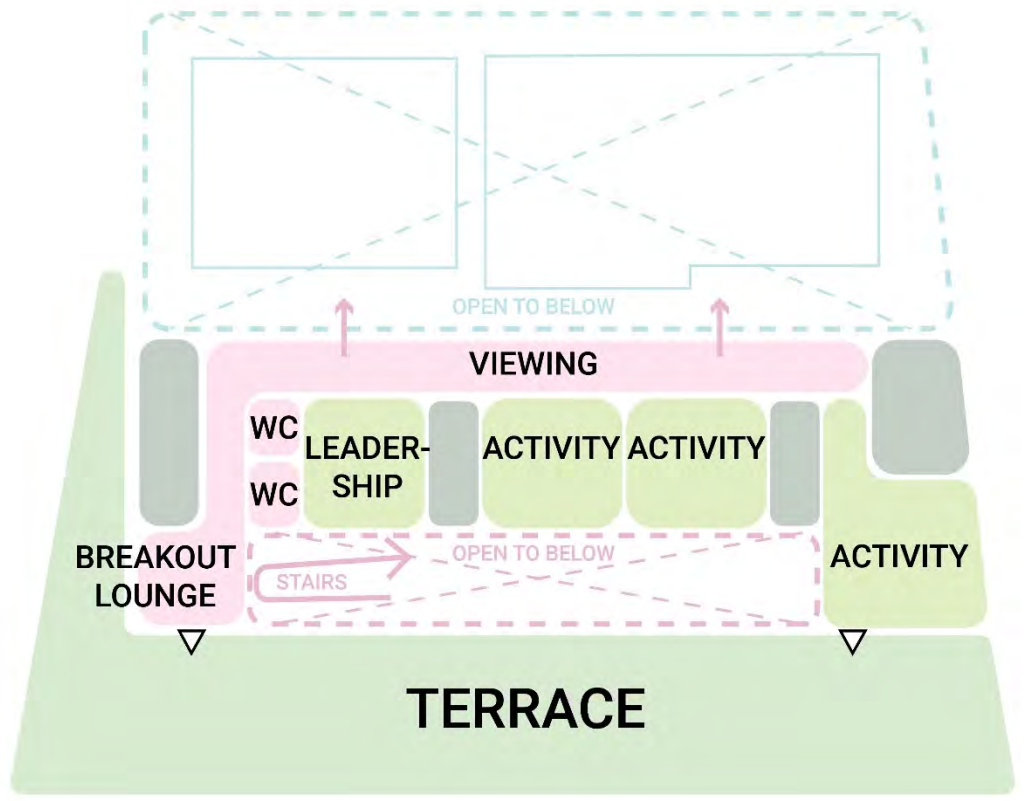 OPEN TO BELOW
VIEWING
WC
LEADER-
SHIP
WC
ACTIVITY
ACTIVITY
BREAKOUT
LOUNGE
STAIRS
OPEN TO BELOW
ACTIVITY
TERRACE